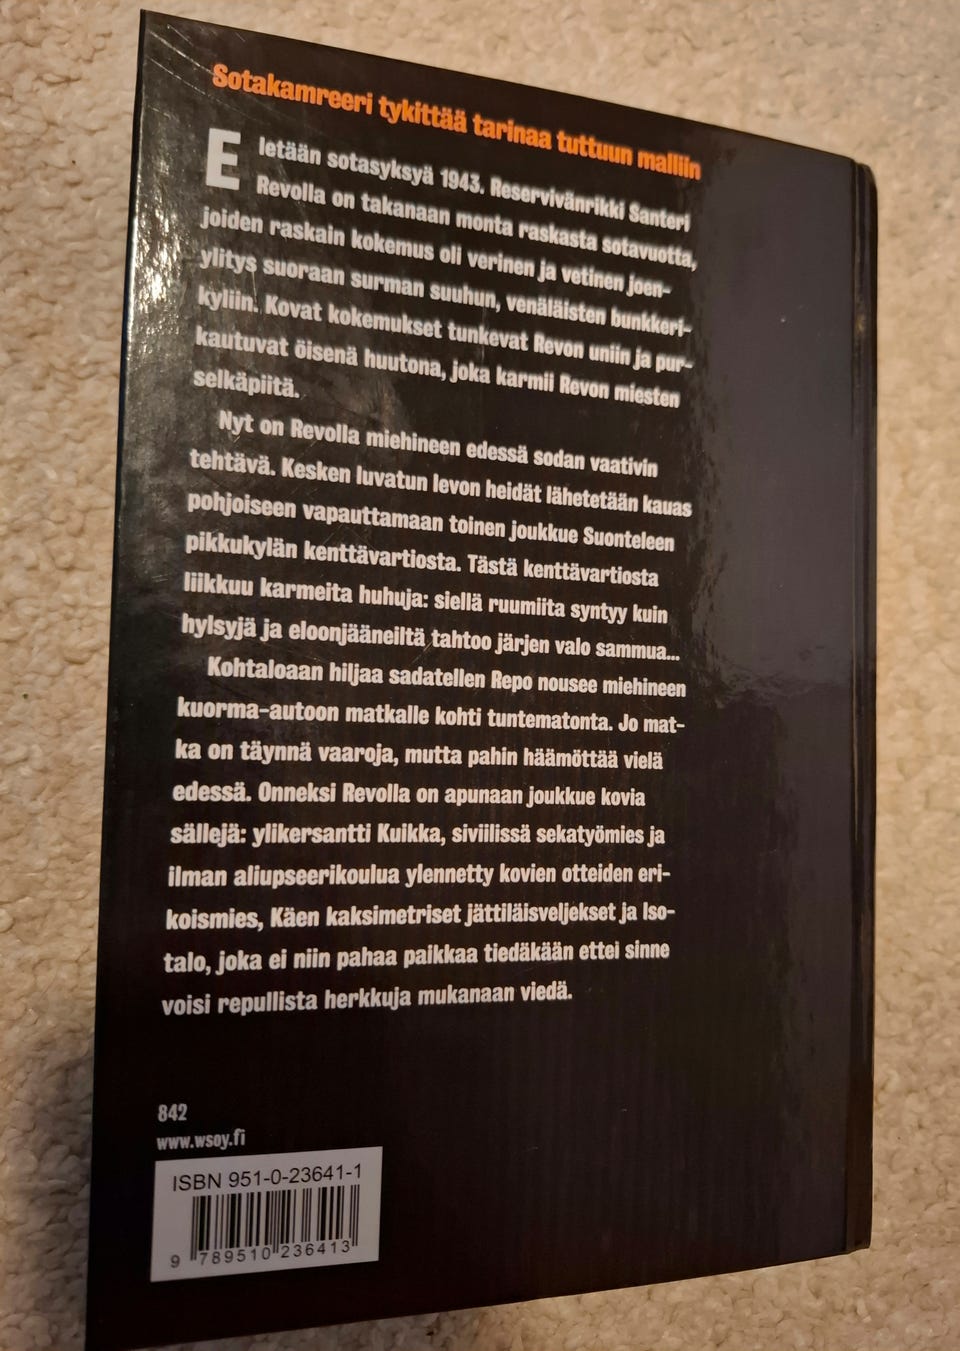 Sotakamreeri tykittää tarinaa tuttuun malliin
Eletään sotasyksyä 1943. Reservivänrikki Santeri
Revolla on takanaan monta raskasta sotavuotta,
joiden raskain kokemus oli verinen ja vetinen joen-
ylitys suoraan surman suuhun, venäläisten bunkkeri-
kyliin. Kovat kokemukset tunkevat Revon uniin ja pur-
kautuvat öisenä huutona, joka karmii Revon miesten
selkäpiitä.
Nyt on Revolla miehineen edessä sodan vaativin
tehtävä. Kesken luvatun levon heidät lähetetään kauas
pohjoiseen vapauttamaan toinen joukkue Suonteleen
pikkukylän kenttävartiosta. Tästä kenttävartiosta
liikkuu karmeita huhuja: siellä ruumiita syntyy kuin
hylsyjä ja eloonjääneiltä tahtoo järjen valo sammua...
Kohtaloaan hiljaa sadatellen Repo nousee miehineen
kuorma-autoon matkalle kohti tuntematonta. Jo mat-
ka on täynnä vaaroja, mutta pahin häämöttää vielä
edessä. Onneksi Revolla on apunaan joukkue kovia
sällejä: ylikersantti Kuikka, siviilissä sekatyömies ja
ilman aliupseerikoulua ylennetty kovien otteiden eri-
koismies, Käen kaksimetriset jättiläisveljekset ja Iso-
talo, joka ei niin pahaa paikkaa tiedäkään ettei sinne
voisi repullista herkkuja mukanaan viedä.
842
www.wsoy.fi
ISBN 951-0-23641-1
9 789510 236413